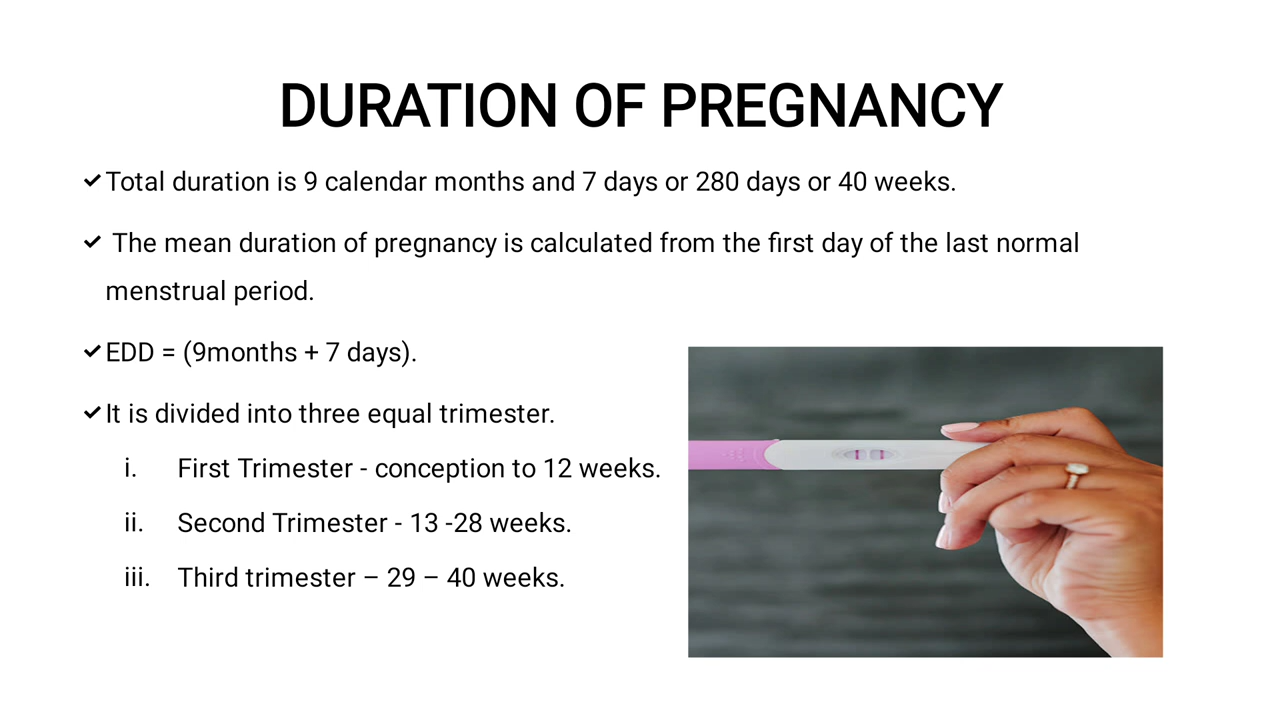 DURATION OF PREGNANCY
✓Total duration is 9 calendar months and 7 days or 280 days or 40 weeks.
✓ The mean duration of pregnancy is calculated from the first day of the last normal
menstrual period.
✓EDD = (9months + 7 days).
✓It is divided into three equal trimester.
i. First Trimester - conception to 12 weeks.
ii. Second Trimester - 13 -28 weeks.
iii. Third trimester – 29 – 40 weeks.